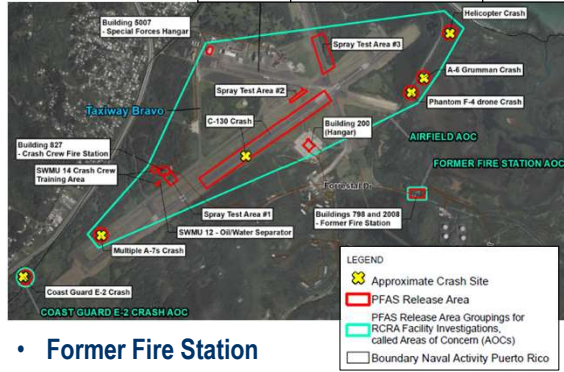 Helicopter Crash
Building 5007
- Special Forces Hangar
Spray Test Area #3
A-6 Grumman Crash
Spray Test Area #2
Phantom F-4 drone Crash
Taxiway Bravo
C-130 Crash
Building 200
(Hangar)
AIRFIELD AOC
Building 827
- Crash Crew Fire Station
FORMER FIRE STATION AOC
SWMU 14 Crash Crew
Training Area
Forrestal Dr
Spray Test Area #1
Buildings 798 and 2008
- Former Fire Station
SWMU 12 - Oil/Water Separator
Multiple A-7s Crash
Coast Guard E-2 Crash
COAST GUARD E-2 CRASH AOC
LEGEND
Approximate Crash Site
PFAS Release Area
PFAS Release Area Groupings for
RCRA Facility Investigations,
called Areas of Concern (AOCs)
Boundary Naval Activity Puerto Rico
• Former Fire Station